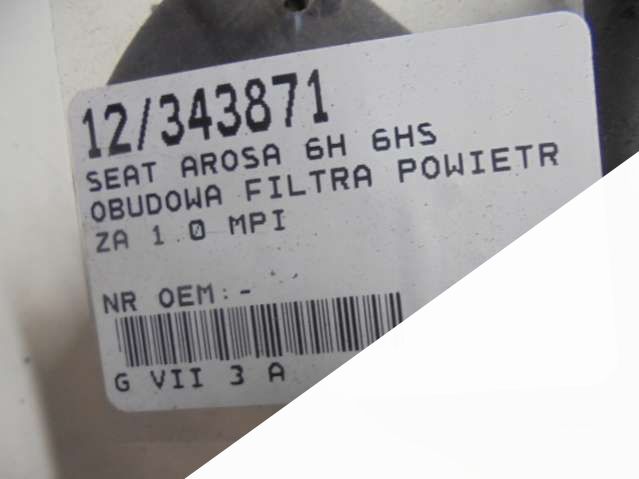 12/343871
SEAT AROSA 6H 6HS
OBUDOWA FILTRA POWIETR
ZA 1.0 MPI
NR OEM:-
G VII 3 A